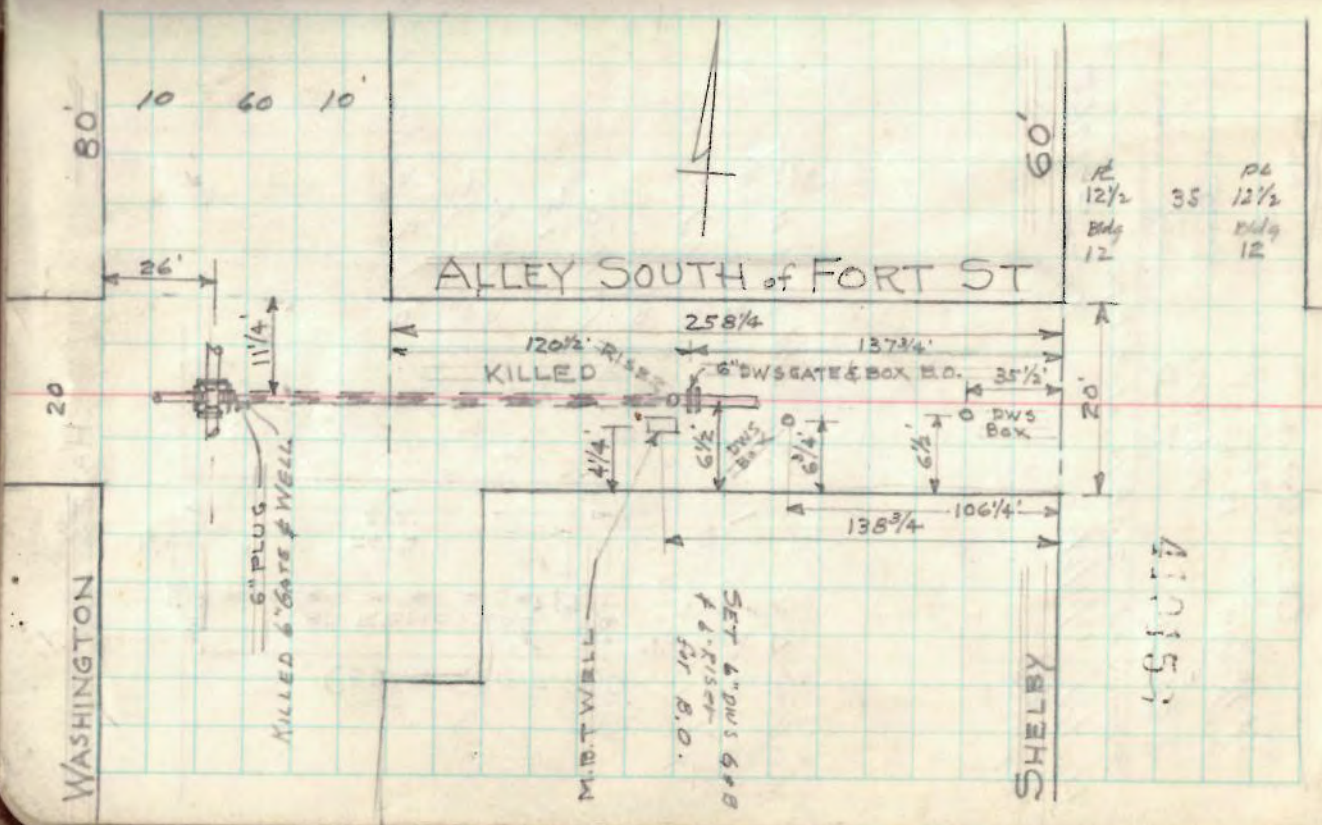 80'
10 60 10'
60'
12½ 35 12½
Bldg Bldg
12 12
26'
ALLEY SOUTH of FORT ST
11¼'
258¼
120½' RISER 137¾'
KILLED 6" DWS GATE & BOX B.O. 35½'
20
20'
DWS
BOX
4¼'
6½'
DWS
BOX
6¾'
6½'
106¼'
138¾
6" PLUG
KILLED 6" GATE & WELL
M.B.T WELL
SET 6" DWS G&B
& 6" RISER
for B.O.
WASHINGTON
SHELBY